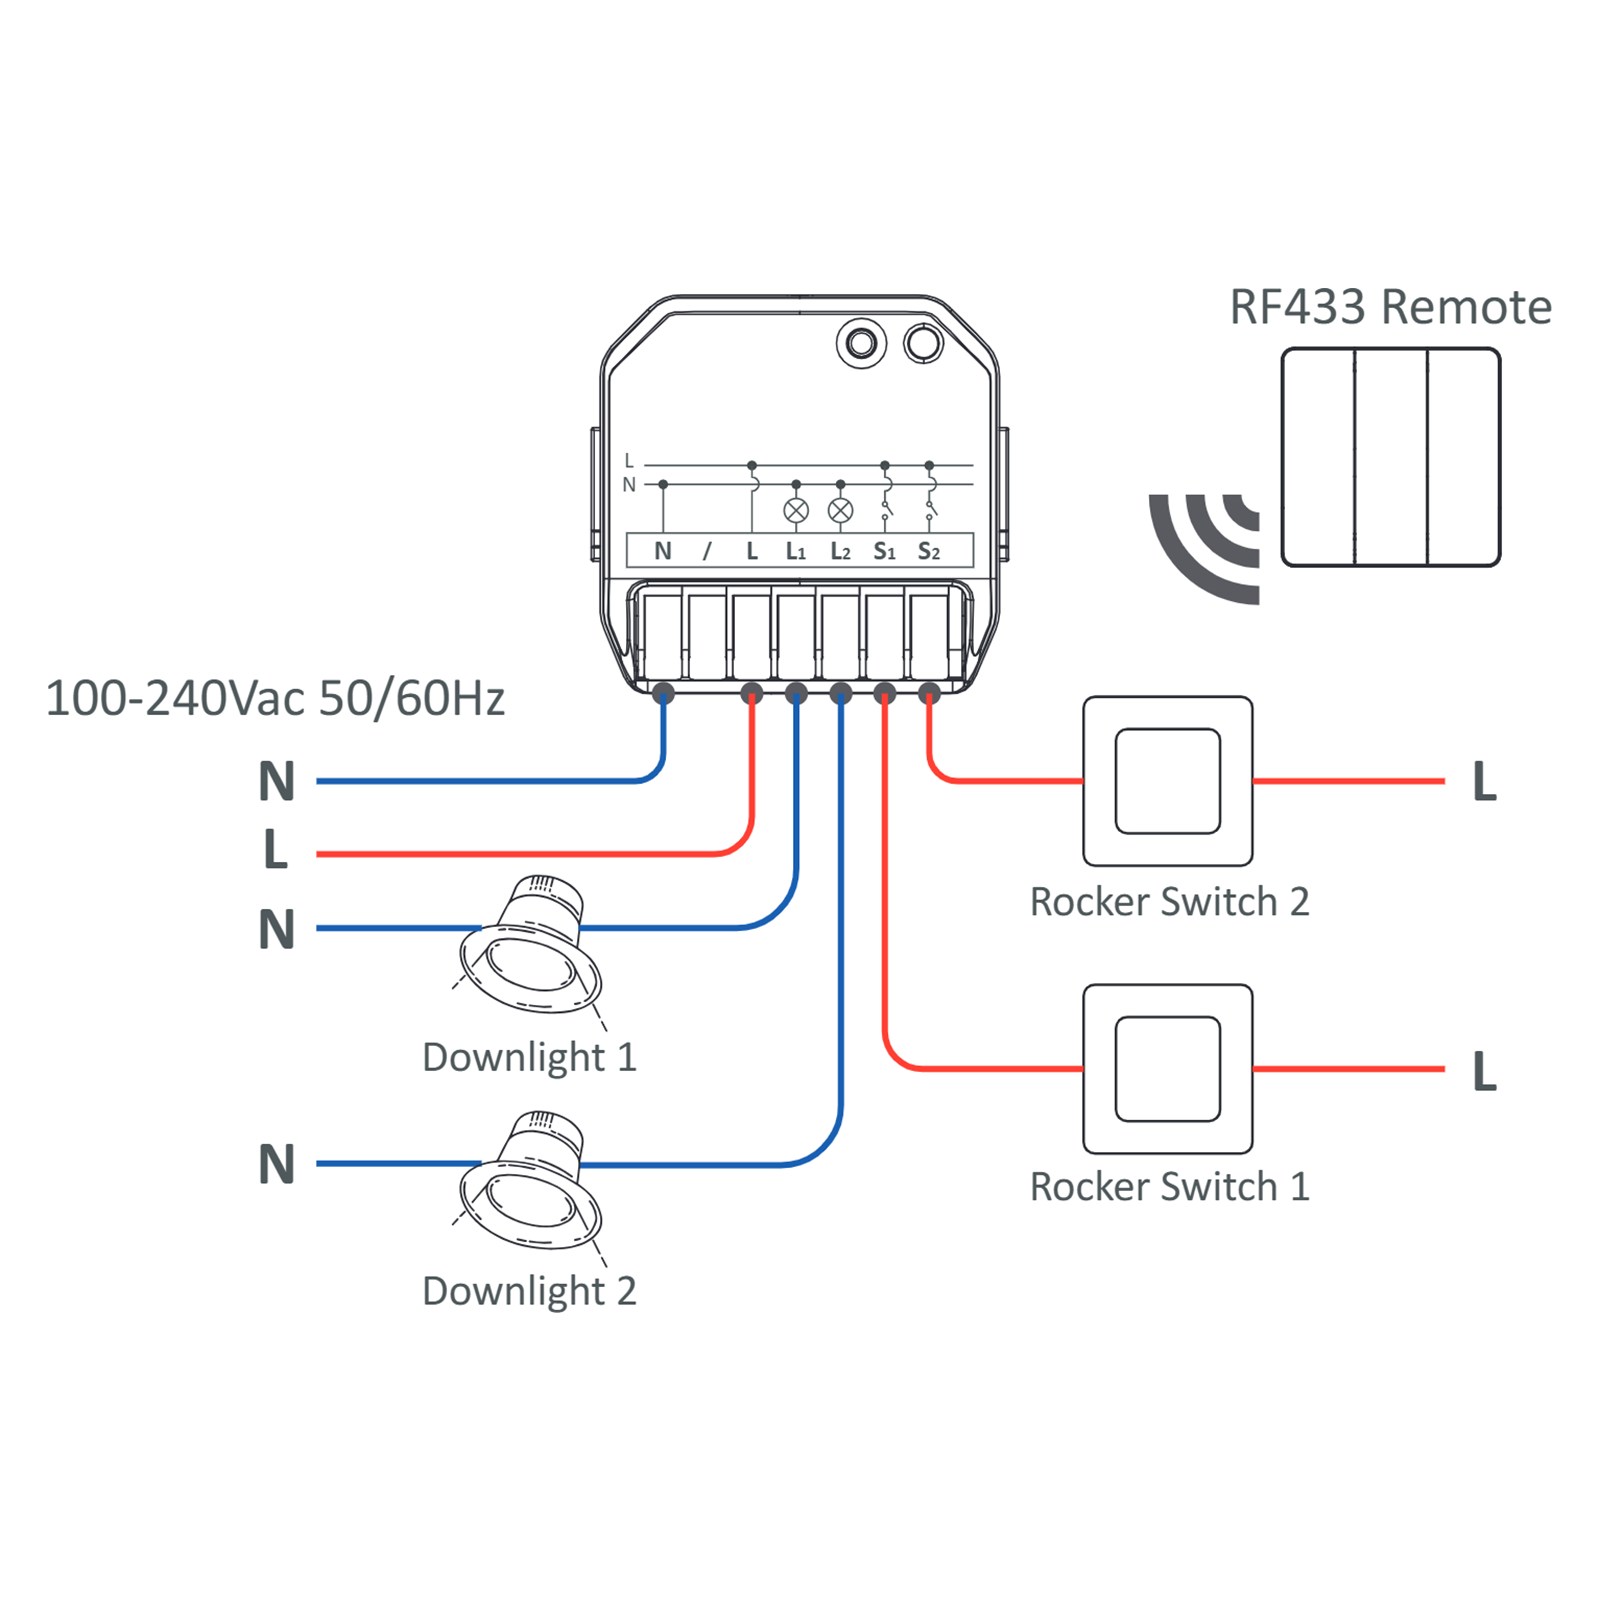 RF433 Remote
L
N
N / L L1 L2 S1 S2
100-240Vac 50/60Hz
N
L
N
Downlight 1
N
Downlight 2
L
Rocker Switch 2
L
Rocker Switch 1